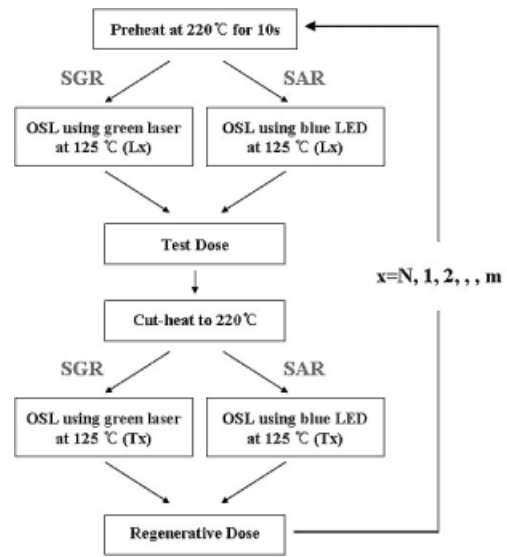 Preheat at 220℃ for 10s
SGR
SAR
OSL using green laser
at 125 ℃ (Lx)
OSL using blue LED
at 125 ℃ (Lx)
Test Dose
x=N, 1, 2, , , m
Cut-heat to 220℃
SGR
SAR
OSL using green laser
at 125 ℃ (Tx)
OSL using blue LED
at 125 ℃ (Tx)
Regenerative Dose